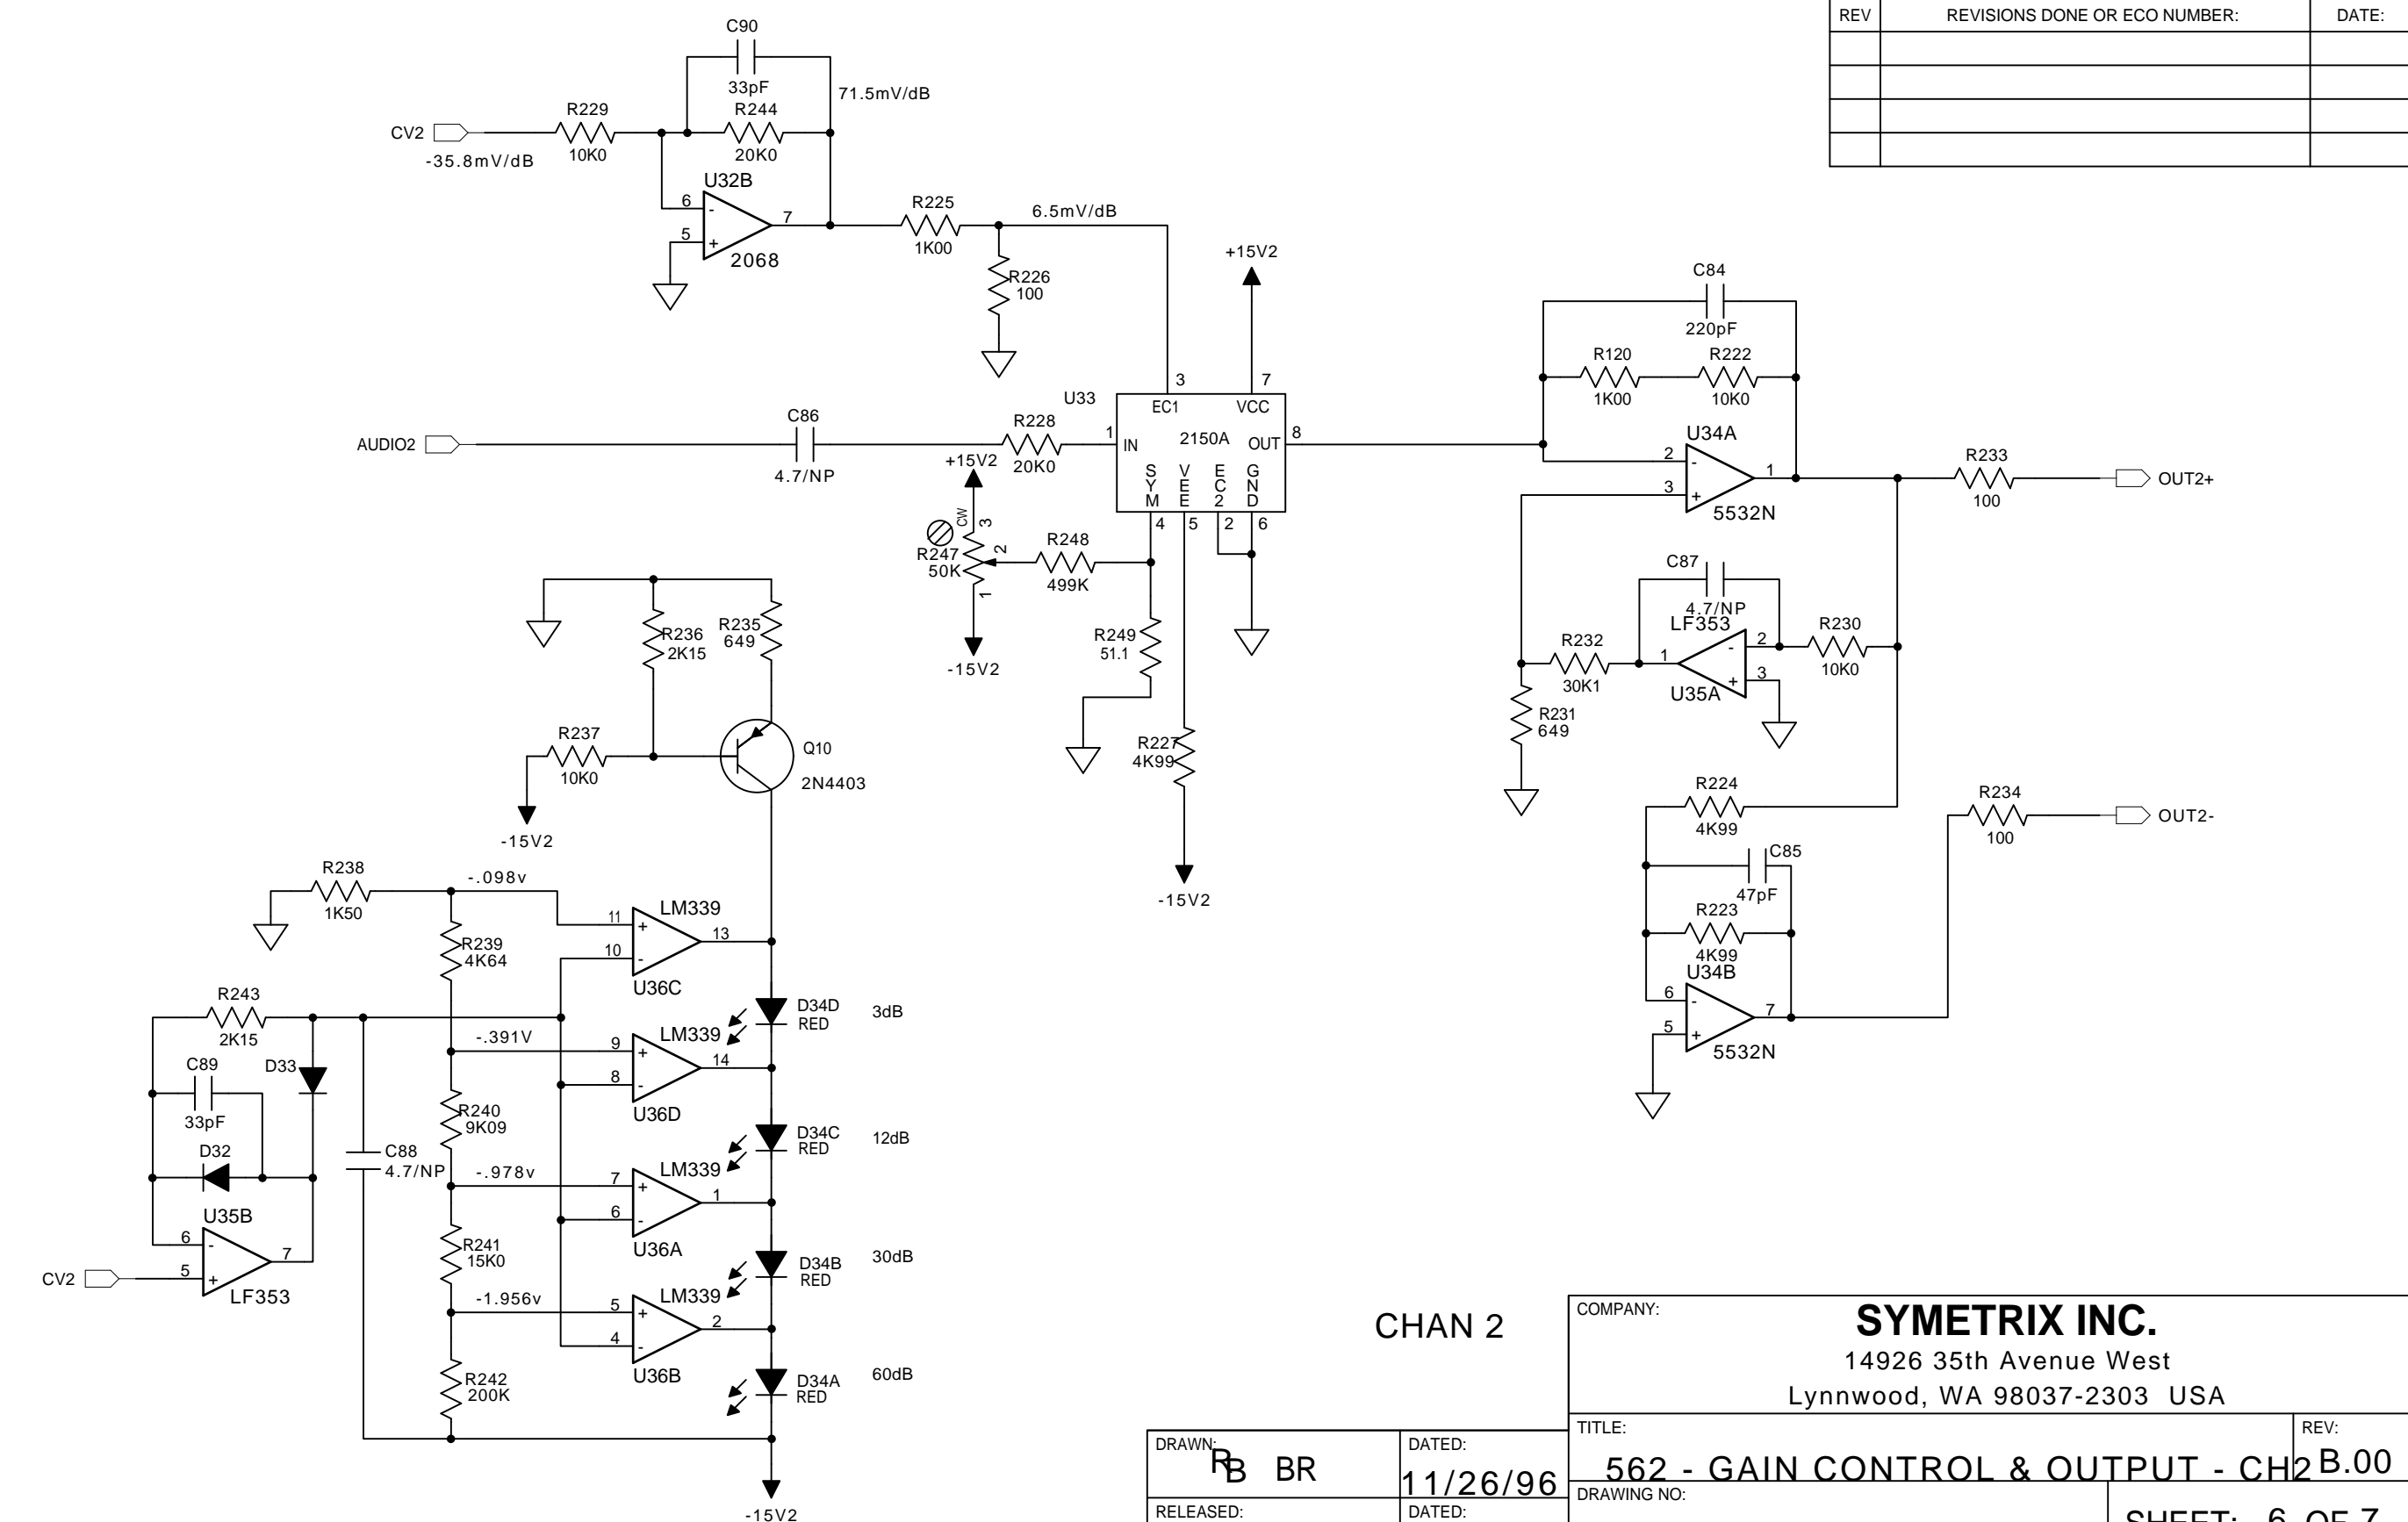 REV REVISIONS DONE OR ECO NUMBER: DATE:
C90
33pF
71.5mV/dB
R229
10K0
R244
20K0
CV2
-35.8mV/dB
U32B
6 -
5 +
7
2068
R225
1K00
6.5mV/dB
R226
100
+15V2
C84
220pF
R120
1K00
R222
10K0
U33
3
7
EC1
VCC
AUDIO2
C86
4.7/NP
R228
20K0
1
IN
2150A
OUT
8
SYM
VEE
EC2
GND
4
5
2
6
U34A
2 -
3 +
1
5532N
R233
100
OUT2+
+15V2
CW
3
R247
50K
2
1
-15V2
R248
499K
R249
51.1
R227
4K99
-15V2
C87
4.7/NP
LF353
R232
30K1
1
2 -
3 +
U35A
R230
10K0
R231
649
R224
4K99
C85
47pF
R223
4K99
U34B
6 -
5 +
7
5532N
R234
100
OUT2-
R236
2K15
R235
649
R237
10K0
-15V2
Q10
2N4403
R238
1K50
-.098v
LM339
11 +
10 -
13
U36C
R239
4K64
D34D
RED
3dB
R243
2K15
-.391V
LM339
9 +
8 -
14
U36D
C89
33pF
D33
R240
9K09
D34C
RED
12dB
D32
C88
4.7/NP
-.978v
LM339
7 +
6 -
1
U36A
U35B
6 -
5 +
7
LF353
CV2
R241
15K0
D34B
RED
30dB
-1.956v
LM339
5 +
4 -
2
U36B
R242
200K
D34A
RED
60dB
-15V2
CHAN 2
COMPANY:
SYMETRIX INC.
14926 35th Avenue West
Lynnwood, WA 98037-2303 USA
TITLE:
562 - GAIN CONTROL & OUTPUT - CH2
REV:
B.00
DRAWN:
RB BR
DATED:
11/26/96
RELEASED:
DATED:
DRAWING NO:
SHEET: 6 OF 7